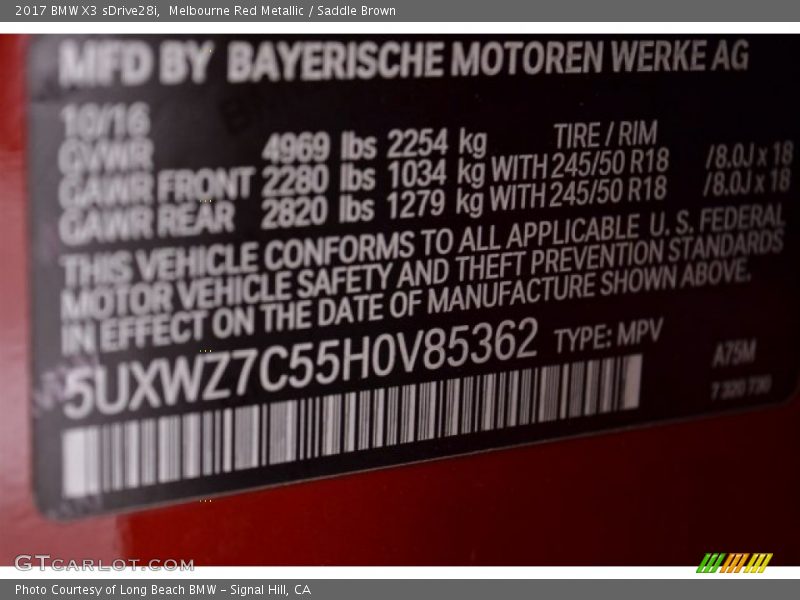 2017 BMW X3 sDrive28i,  Melbourne Red Metallic / Saddle Brown
MFD BY BAYERISCHE MOTOREN WERKE AG
10/16
GVWR 4969 lbs 2254 kg TIRE / RIM
GAWR FRONT 2280 lbs 1034 kg WITH 245/50 R18 /8.0J x 18
GAWR REAR 2820 lbs 1279 kg WITH 245/50 R18 /8.0J x 18
THIS VEHICLE CONFORMS TO ALL APPLICABLE U. S. FEDERAL
MOTOR VEHICLE SAFETY AND THEFT PREVENTION STANDARDS
IN EFFECT ON THE DATE OF MANUFACTURE SHOWN ABOVE.
5UXWZ7C55H0V85362 TYPE: MPV
A75M
7 320 730
GTCARLOT.COM
Photo Courtesy of Long Beach BMW – Signal Hill, CA